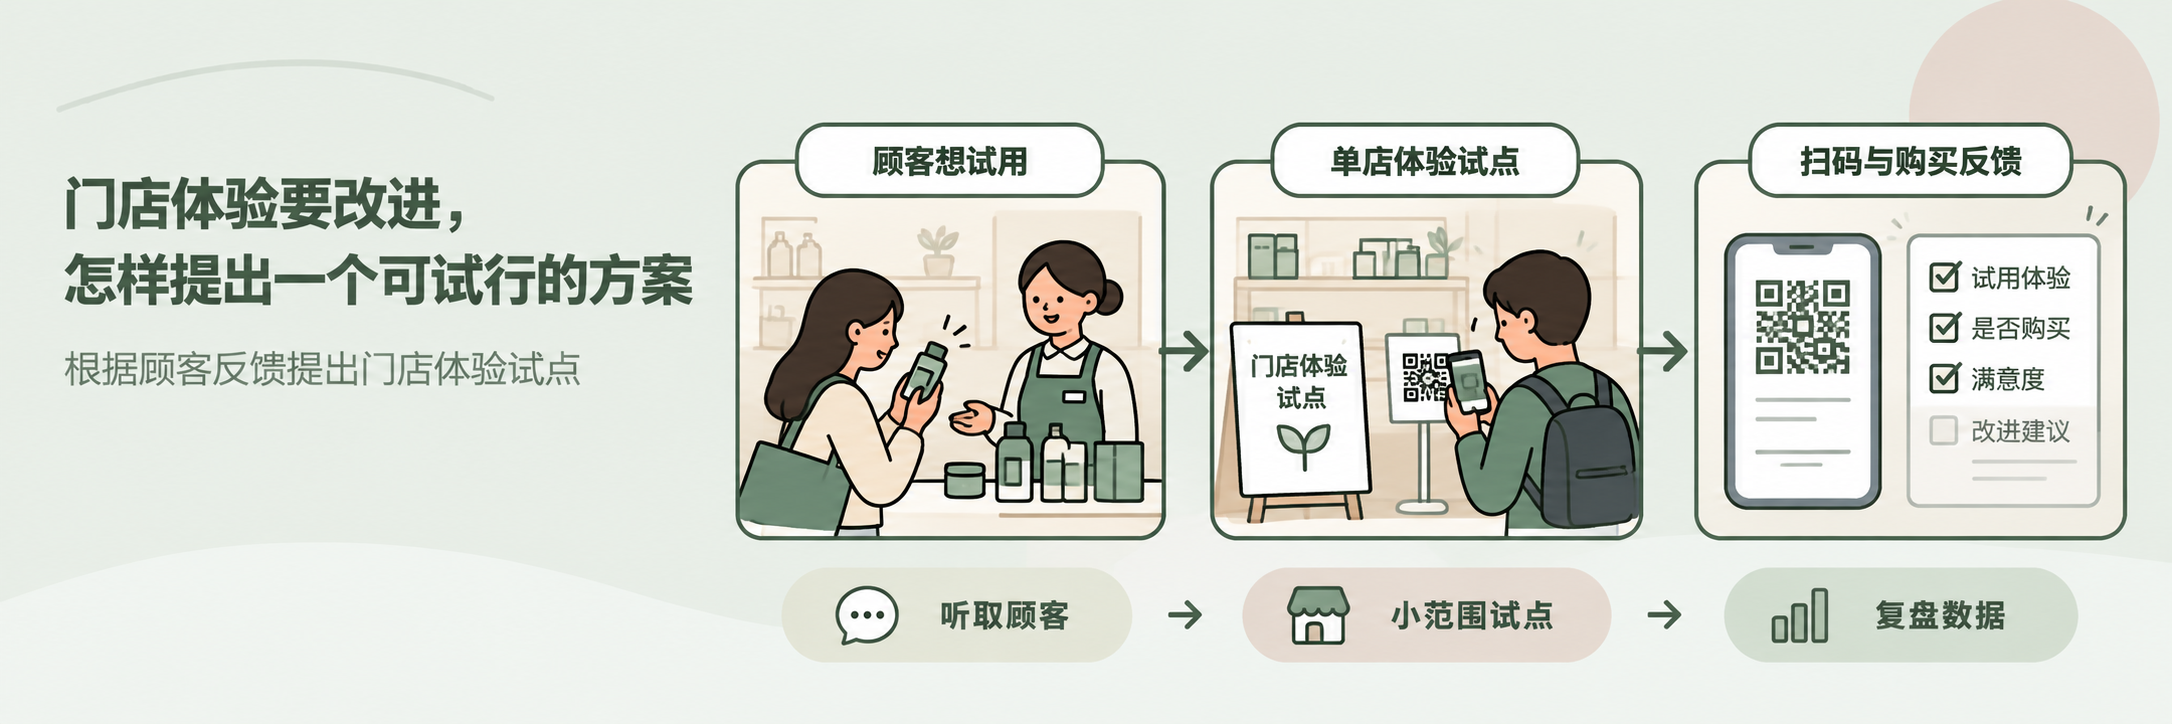 门店体验要改进，
怎样提出一个可试行的方案
根据顾客反馈提出门店体验试点
顾客想试用
单店体验试点
门店体验
试点
扫码与购买反馈
试用体验
是否购买
满意度
改进建议
听取顾客
小范围试点
复盘数据